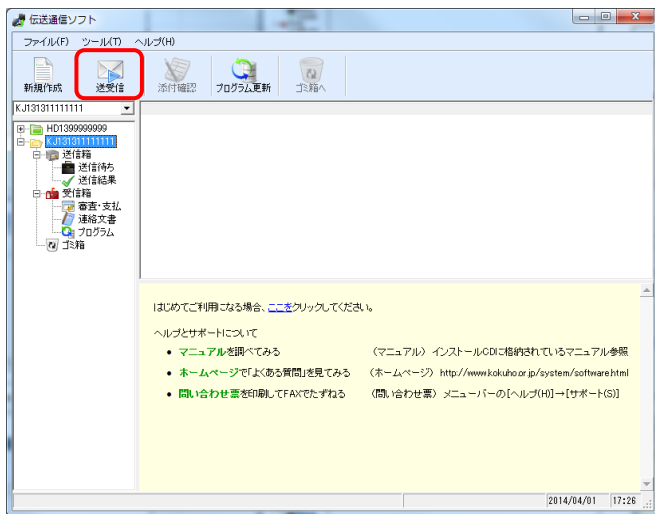 伝送通信ソフト
ファイル(F) ツール(T) ヘルプ(H)
新規作成 送受信 添付確認 プログラム更新 ゴミ箱へ
KJ131311111111
HD1399999999
KJ131311111111
送信箱
送信待ち
送信結果
受信箱
審査・支払
連絡文書
プログラム
ゴミ箱
はじめてご利用になる場合、ここをクリックしてください。
ヘルプとサポートについて
• マニュアルを調べてみる (マニュアル) インストールCDに格納されているマニュアル参照
• ホームページで「よくある質問」を見てみる (ホームページ) http://www.kokuho.or.jp/system/software.html
• 問い合わせ票を印刷してFAXでたずねる (問い合わせ票) メニューバーの[ヘルプ(H)]→[サポート(S)]
2014/04/01 17:26